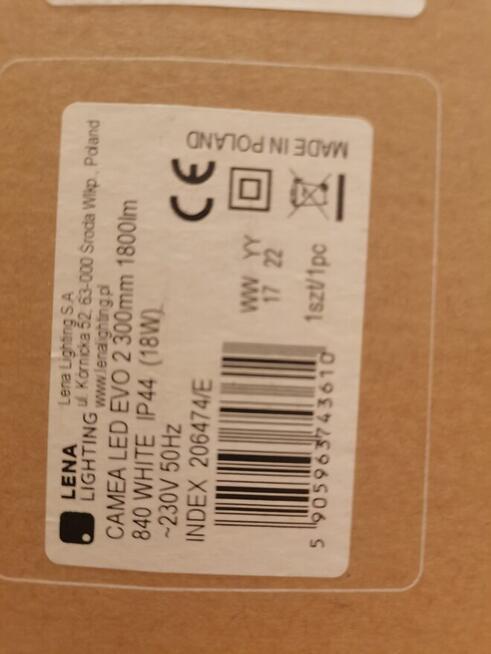 LENA
LIGHTING
Lena Lighting S.A
ul. Kórnicka 52, 63-000 Środa Wlkp., Poland
www.lenalighting.pl
CAMEA LED EVO 2 300mm 1800lm
840 WHITE IP44 (18W)
~230V 50Hz
INDEX 206474/E
5 905963 743610
WW YY
17 22
1szt/1pc
CE
MADE IN POLAND